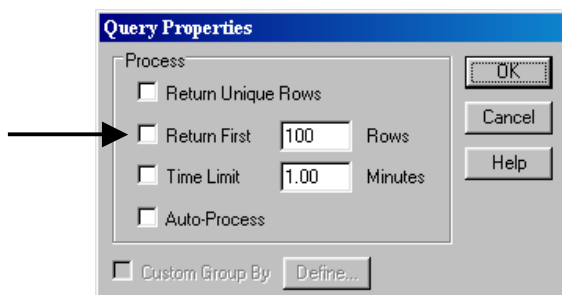 Query Properties
Process
Return Unique Rows
Return First 100 Rows
Time Limit 1.00 Minutes
Auto-Process
Custom Group By Define...
OK
Cancel
Help